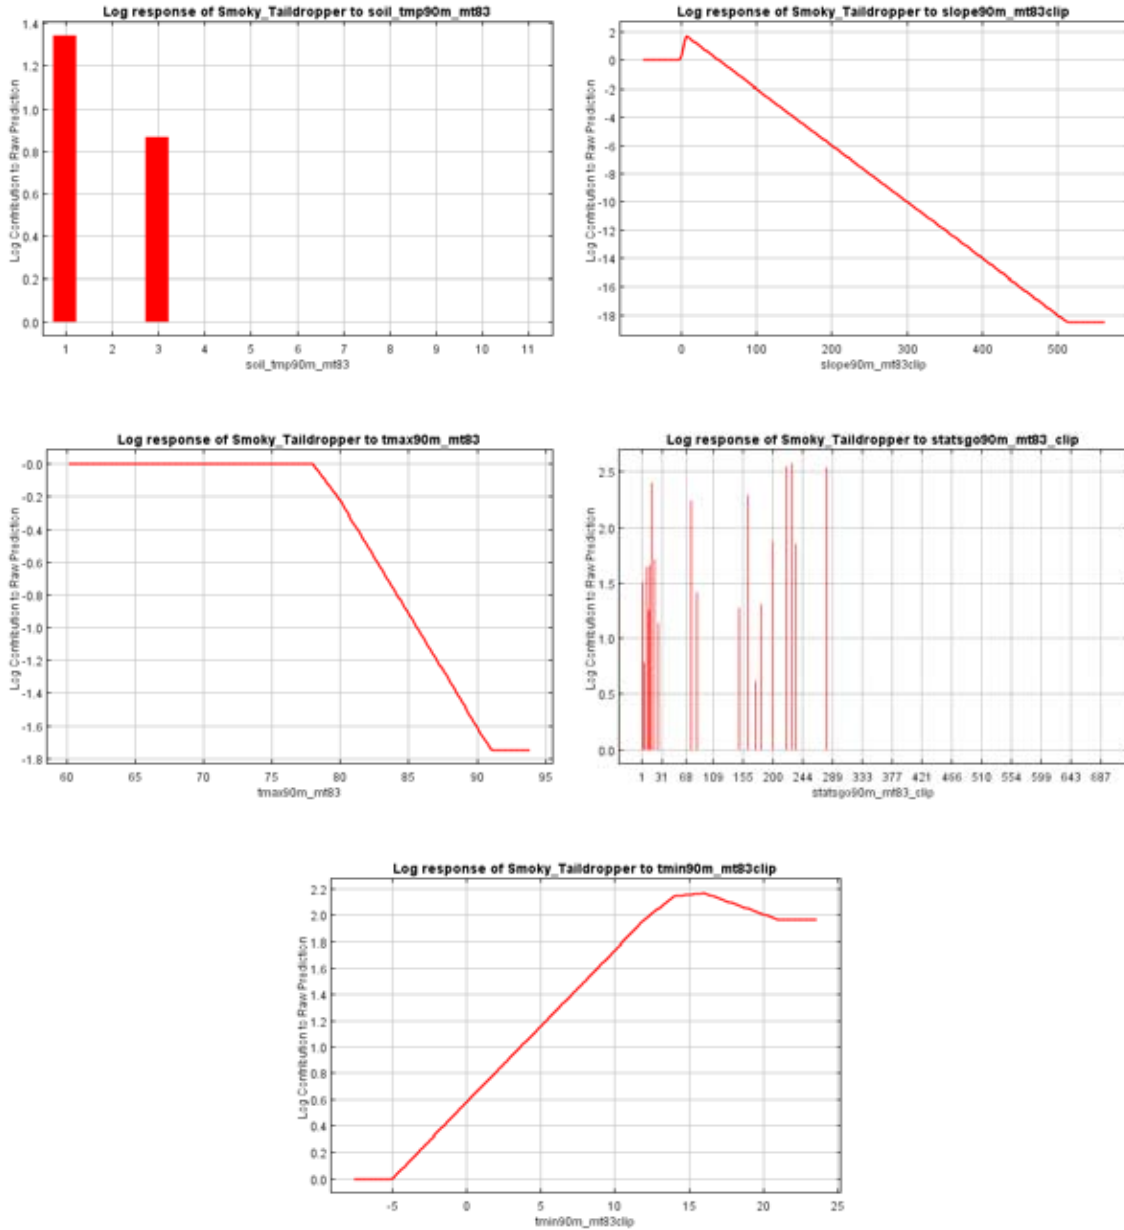 Log response of Smoky_Taildropper to soil_tmp90m_mt83
Log Contribution to Raw Prediction
1.4
1.2
1.0
0.8
0.6
0.4
0.2
0.0
1 2 3 4 5 6 7 8 9 10 11
soil_tmp90m_mt83
Log response of Smoky_Taildropper to slope90m_mt83clip
Log Contribution to Raw Prediction
2
0
-2
-4
-6
-8
-10
-12
-14
-16
-18
0 100 200 300 400 500
slope90m_mt83clip
Log response of Smoky_Taildropper to tmax90m_mt83
Log Contribution to Raw Prediction
-0.0
-0.2
-0.4
-0.6
-0.8
-1.0
-1.2
-1.4
-1.6
-1.8
60 65 70 75 80 85 90 95
tmax90m_mt83
Log response of Smoky_Taildropper to statsgo90m_mt83_clip
Log Contribution to Raw Prediction
2.5
2.0
1.5
1.0
0.5
0.0
1 31 68 109 155 200 244 289 333 377 421 466 510 554 599 643 687
statsgo90m_mt83_clip
Log response of Smoky_Taildropper to tmin90m_mt83clip
Log Contribution to Raw Prediction
2.2
2.0
1.8
1.6
1.4
1.2
1.0
0.8
0.6
0.4
0.2
0.0
-5 0 5 10 15 20 25
tmin90m_mt83clip